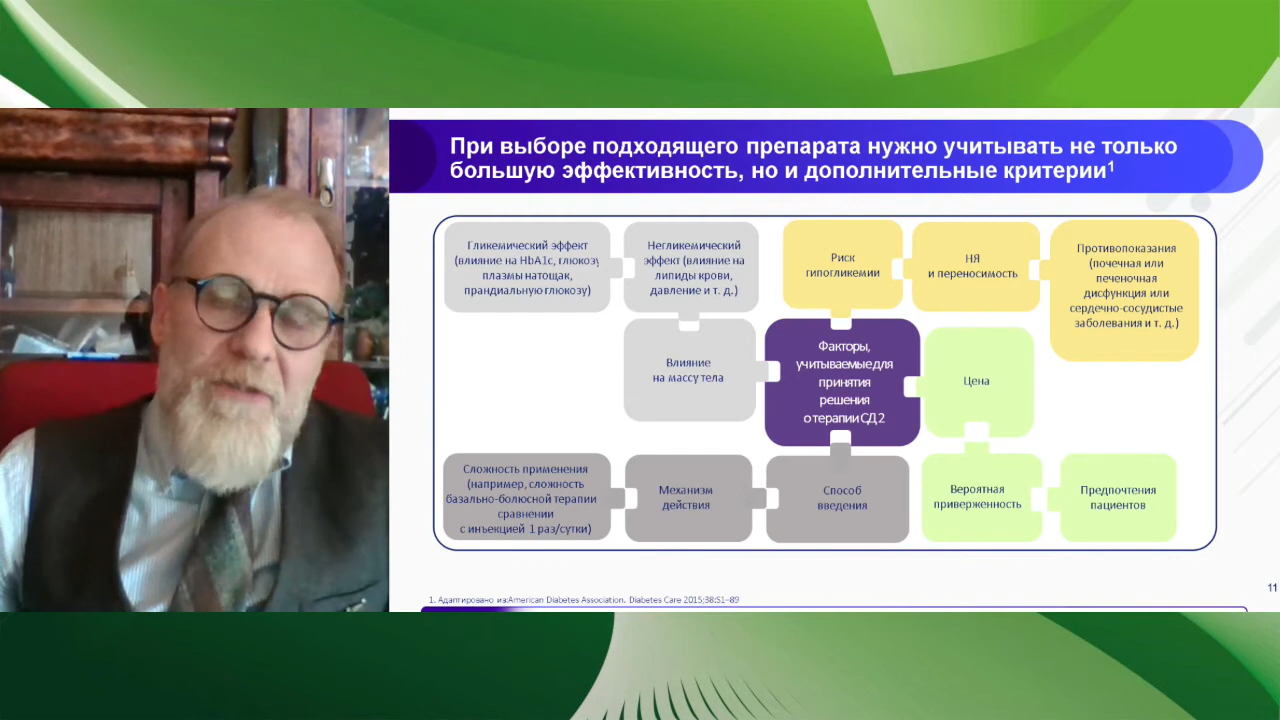 При выборе подходящего препарата нужно учитывать не только
большую эффективность, но и дополнительные критерии¹
Гликемический эффект
(влияние на HbA1c, глюкозу
плазмы натощак,
прандиальную глюкозу)
Негликемический
эффект (влияние на
липиды крови,
давление и т. д.)
Риск
гипогликемии
НЯ
и переносимость
Противопоказания
(почечная или
печеночная
дисфункция или
сердечно-сосудистые
заболевания и т. д.)
Влияние
на массу тела
Факторы,
учитываемые для
принятия
решения
о терапии СД 2
Цена
Сложность применения
(например, сложность
базально-болюсной терапии
сравнении
с инъекцией 1 раз/сутки)
Механизм
действия
Способ
введения
Вероятная
приверженность
Предпочтения
пациентов
11
1. Адаптировано из:American Diabetes Association. Diabetes Care 2015;38:S1–89